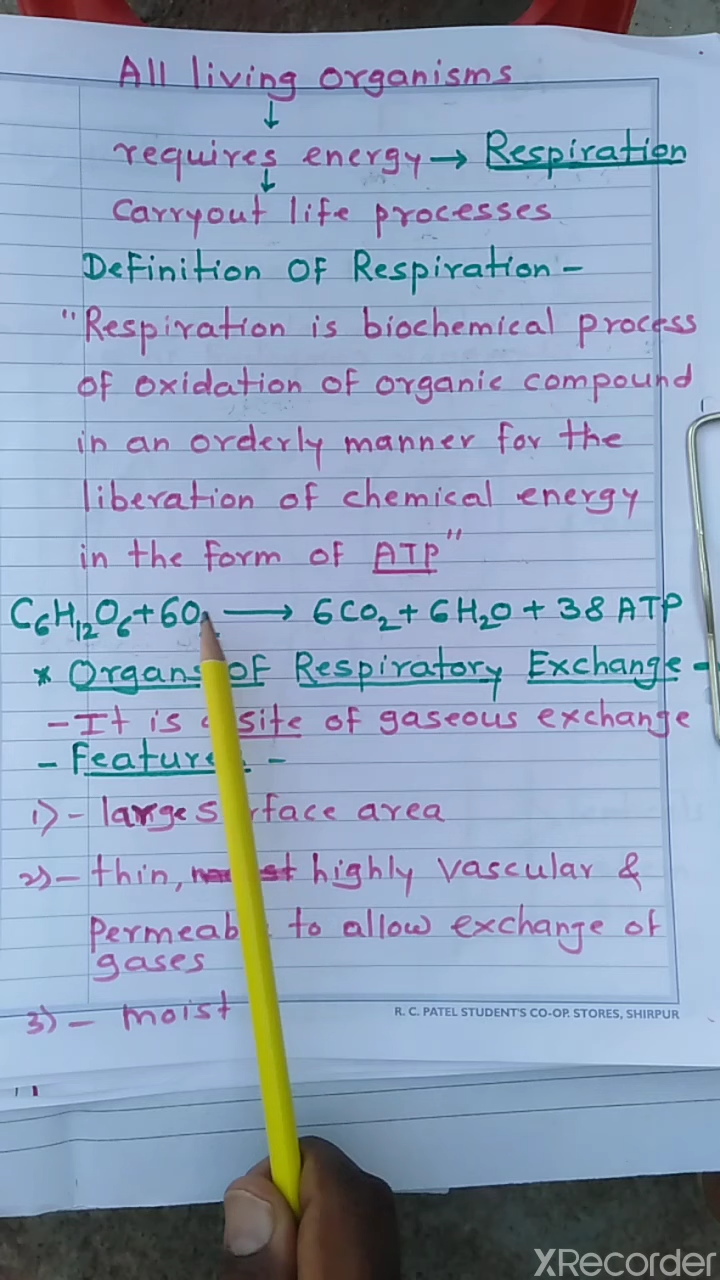 All living organisms
↓
requires energy → Respiration
↓
Carryout life processes
Definition Of Respiration -
"Respiration is biochemical process
of oxidation of organic compound
in an orderly manner for the
liberation of chemical energy
in the form of ATP"
C6H12O6 + 6O → 6CO2 + 6H2O + 38 ATP
* Organs of Respiratory Exchange -
- It is site of gaseous exchange
- Featur -
1) - large surface area
2) - thin, highly vascular &
permeab to allow exchange of
gases
3) - moist
R. C. PATEL STUDENT'S CO-OP. STORES, SHIRPUR
XRecorder